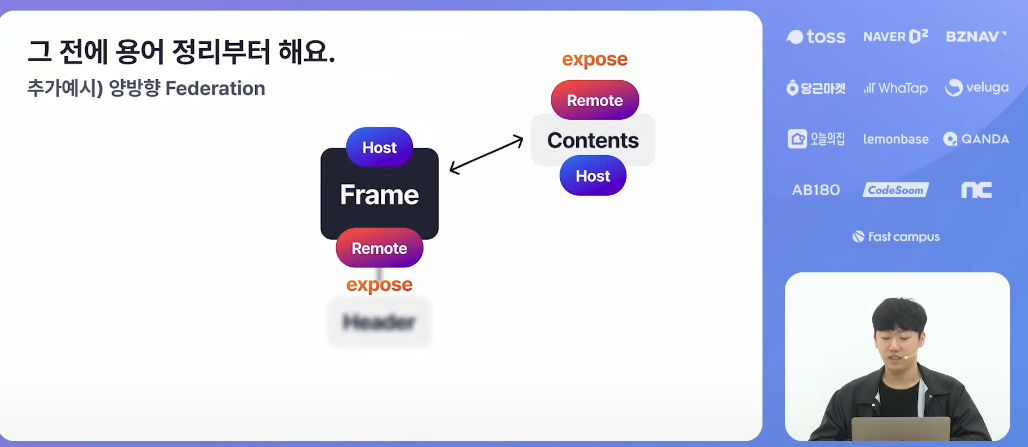 그 전에 용어 정리부터 해요.
추가예시) 양방향 Federation
expose
Remote
Contents
Host
Host
Frame
Remote
expose
Header
toss
NAVER D2
BZNAV
당근마켓
WhaTap
veluga
오늘의집
lemonbase
QANDA
AB180
CodeSoom
nc
Fast campus